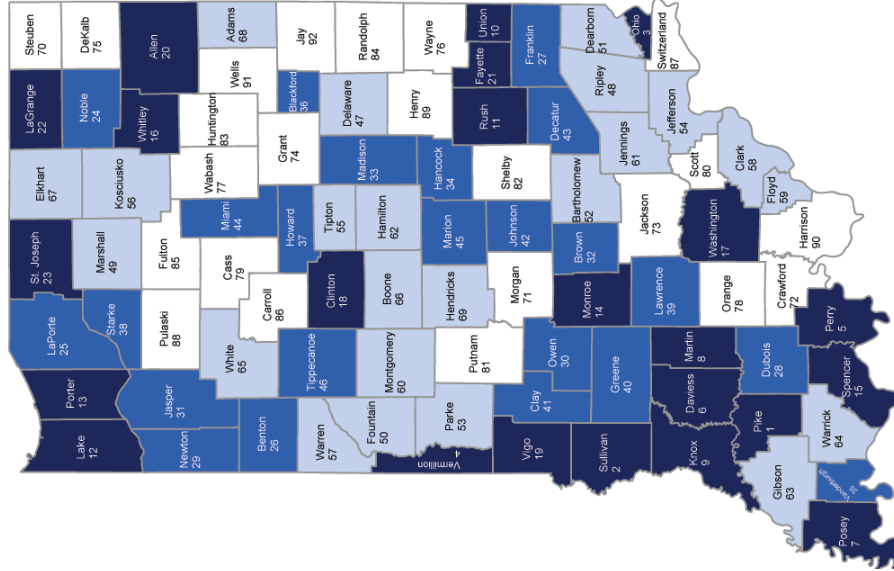 Lake
12
Porter
13
LaPorte
25
St. Joseph
23
Elkhart
67
LaGrange
22
Steuben
70
Starke
38
Marshall
49
Kosciusko
56
Noble
24
DeKalb
75
Newton
29
Jasper
31
Pulaski
88
Fulton
85
Whitley
16
Allen
20
White
65
Cass
79
Miami
44
Wabash
77
Huntington
83
Wells
91
Adams
68
Benton
26
Carroll
86
Howard
37
Grant
74
Blackford
36
Jay
92
Warren
57
Tippecanoe
46
Clinton
18
Tipton
55
Madison
33
Delaware
47
Randolph
84
Fountain
50
Montgomery
60
Boone
66
Hamilton
62
Henry
89
Wayne
76
Vermillion
4
Parke
53
Putnam
81
Hendricks
69
Marion
45
Hancock
34
Rush
11
Fayette
21
Union
10
Vigo
19
Clay
41
Owen
30
Morgan
71
Johnson
42
Shelby
82
Decatur
43
Franklin
27
Sullivan
2
Greene
40
Monroe
14
Brown
32
Bartholomew
52
Jennings
61
Ripley
48
Dearborn
51
Ohio
3
Switzerland
87
Knox
9
Daviess
6
Martin
8
Lawrence
39
Jackson
73
Scott
80
Jefferson
54
Gibson
63
Pike
1
Dubois
28
Orange
78
Washington
17
Clark
58
Floyd
59
Posey
7
Vanderburgh
35
Warrick
64
Spencer
15
Perry
5
Crawford
72
Harrison
90